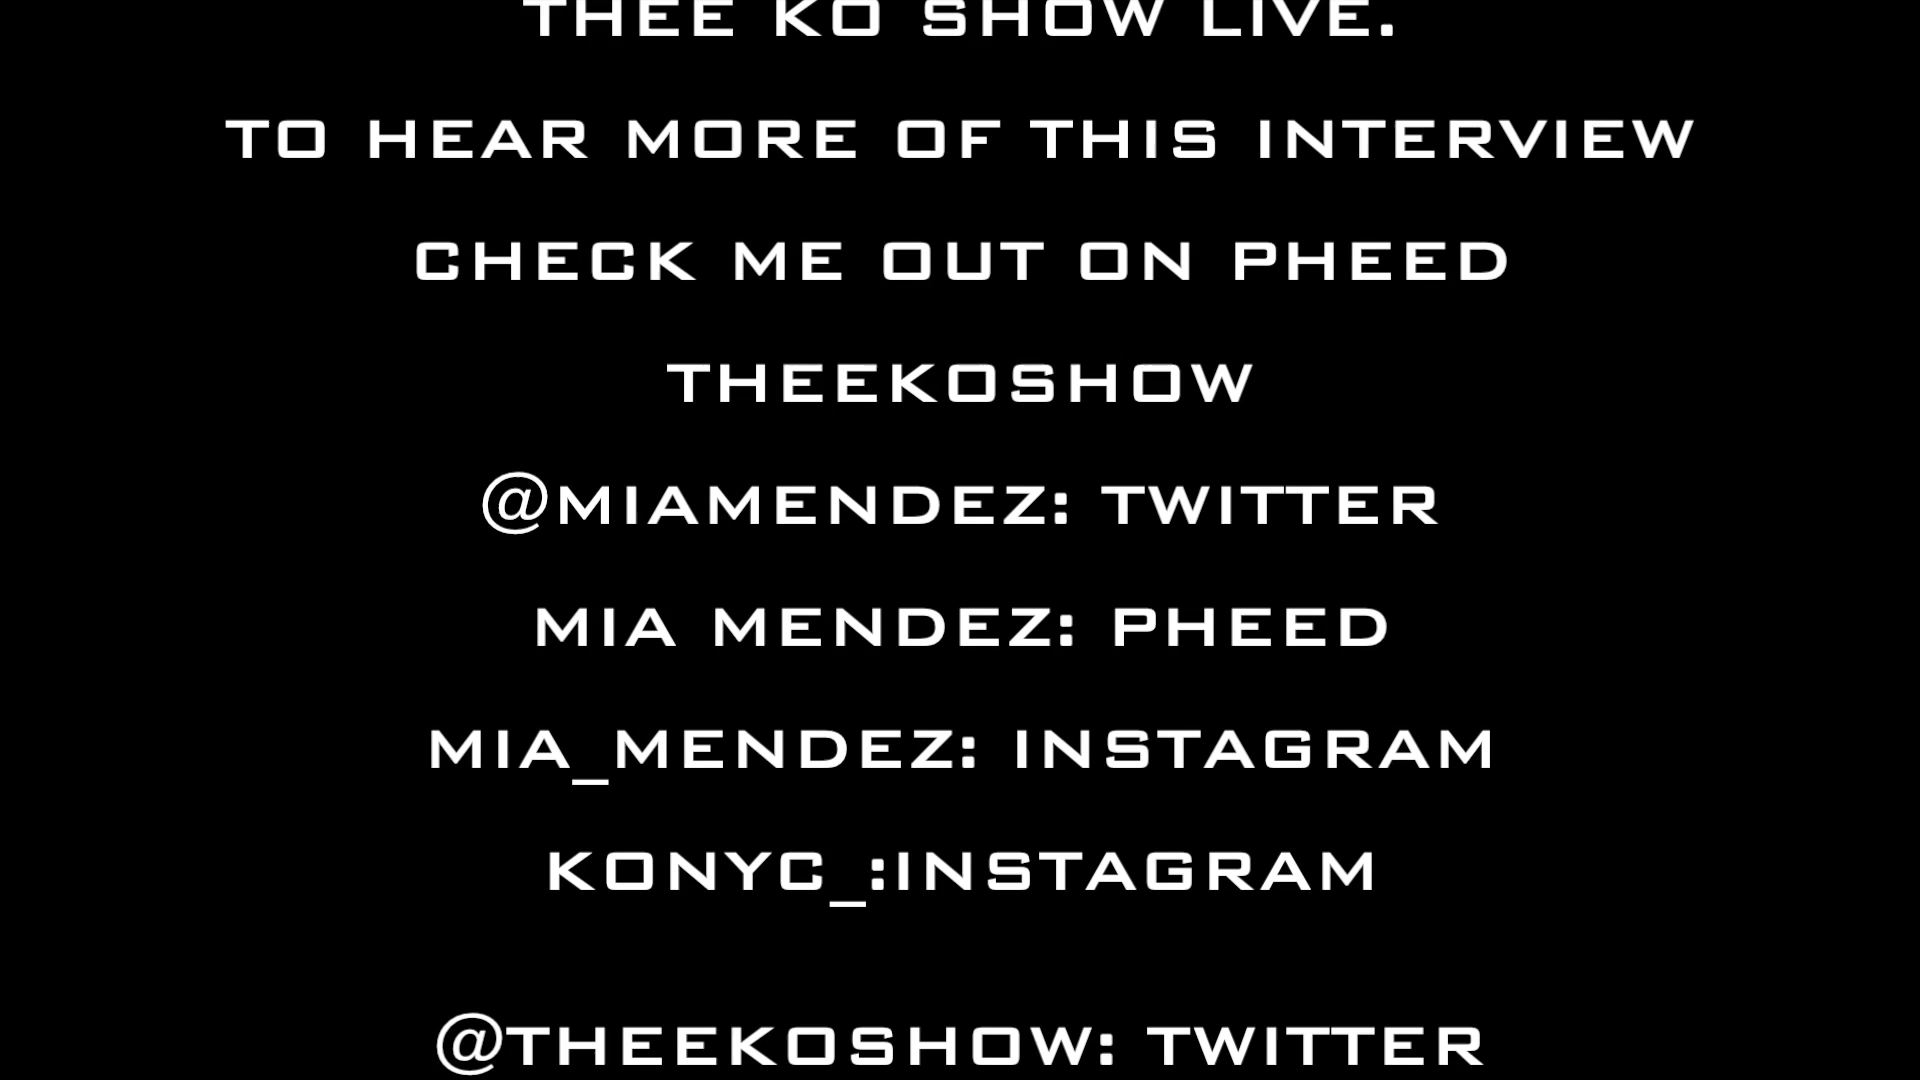 THEE KO SHOW LIVE.
TO HEAR MORE OF THIS INTERVIEW
CHECK ME OUT ON PHEED
THEEKOSHOW
@MIAMENDEZ: TWITTER
MIA MENDEZ: PHEED
MIA_MENDEZ: INSTAGRAM
KONYC_:INSTAGRAM
@THEEKOSHOW: TWITTER